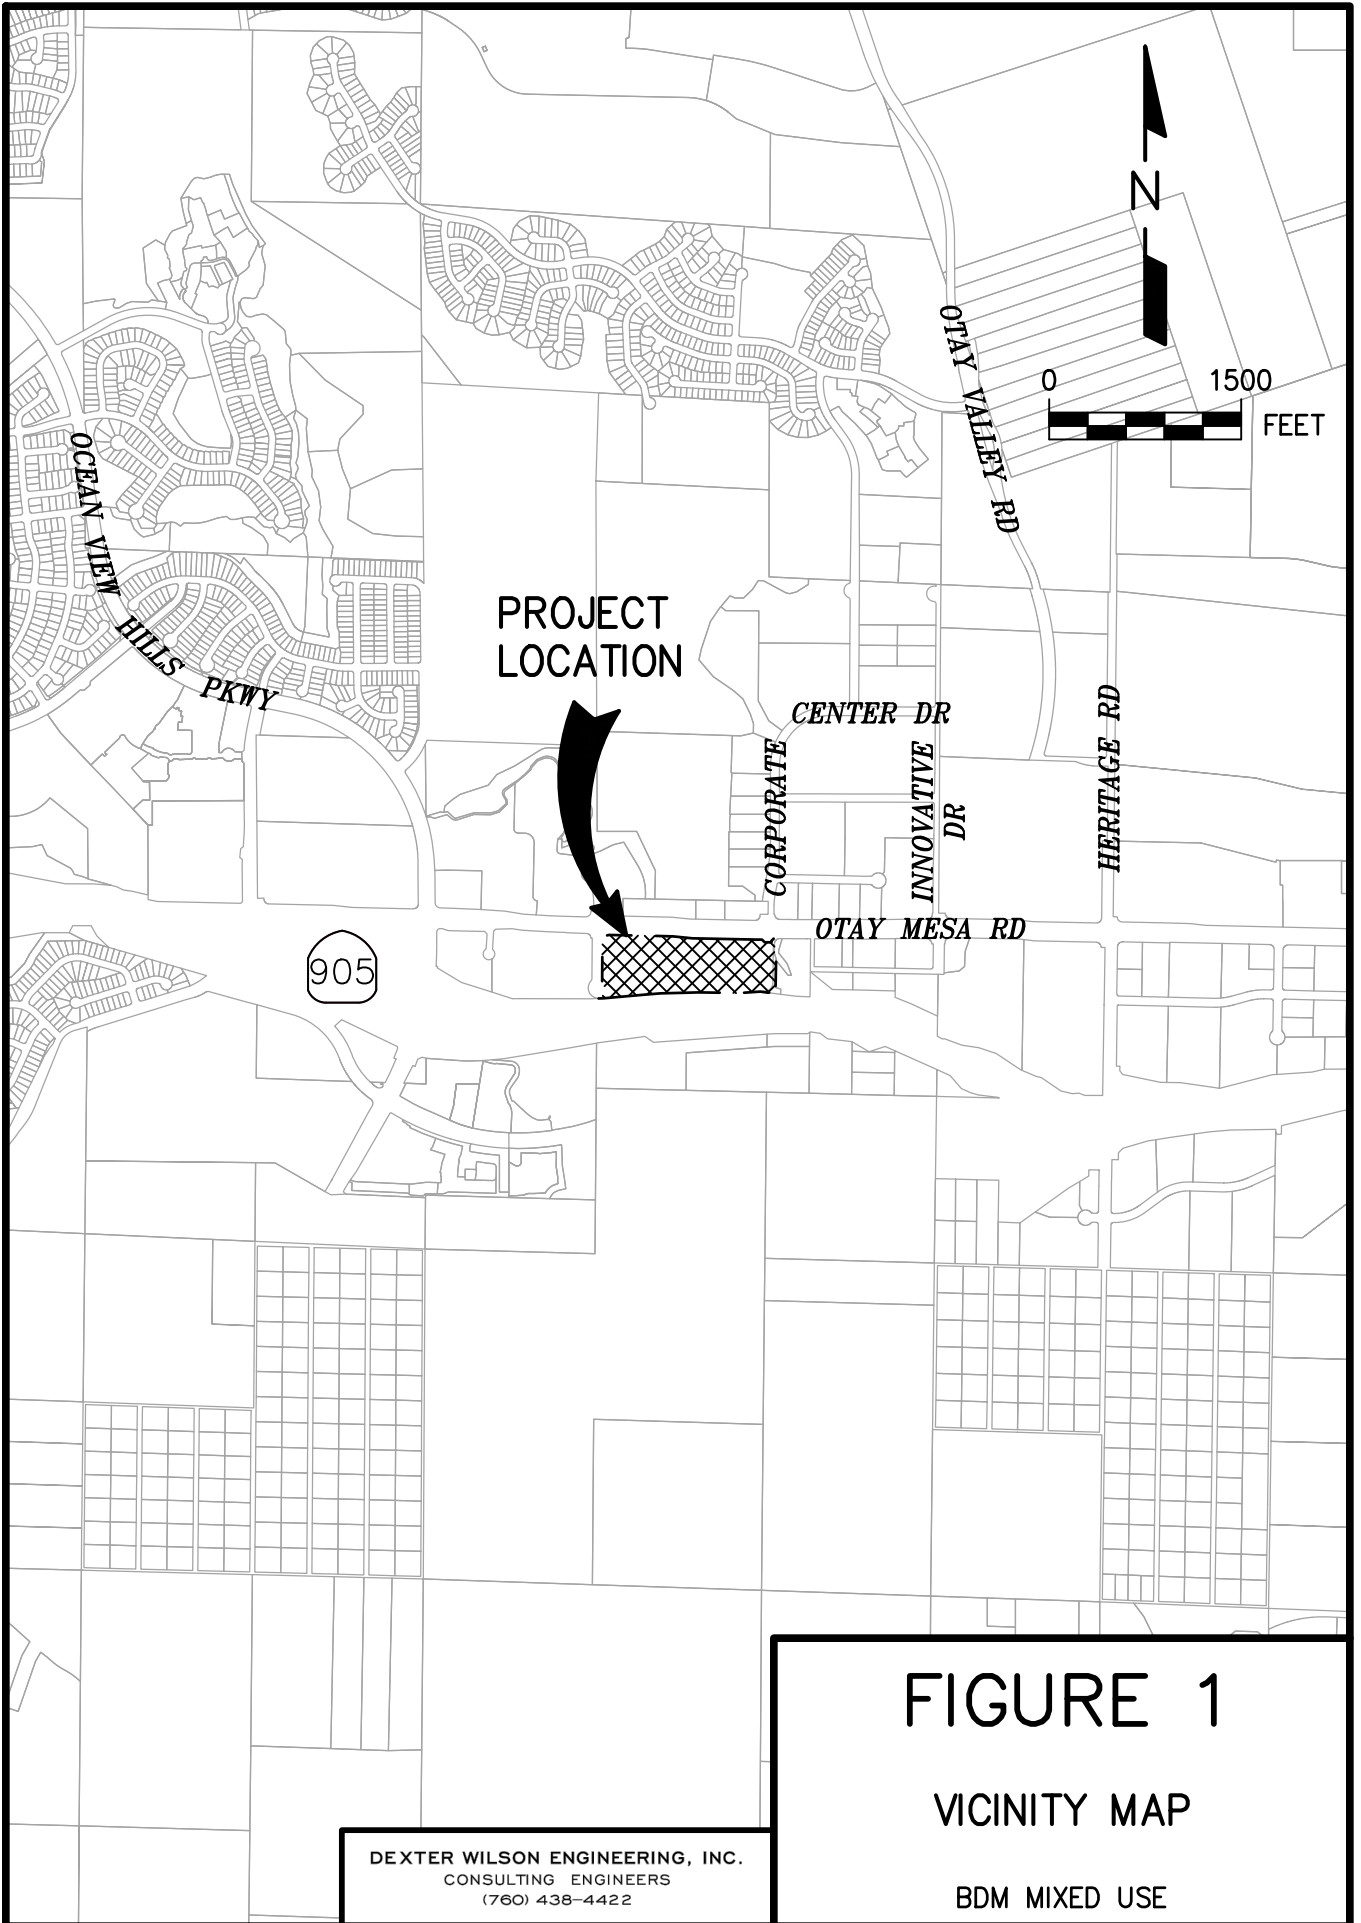 N
0 1500
FEET
OTAY VALLEY RD
OCEAN VIEW HILLS PKWY
PROJECT
LOCATION
CENTER DR
CORPORATE
INNOVATIVE
DR
HERITAGE RD
OTAY MESA RD
905
FIGURE 1
VICINITY MAP
BDM MIXED USE
DEXTER WILSON ENGINEERING, INC.
CONSULTING ENGINEERS
(760) 438-4422